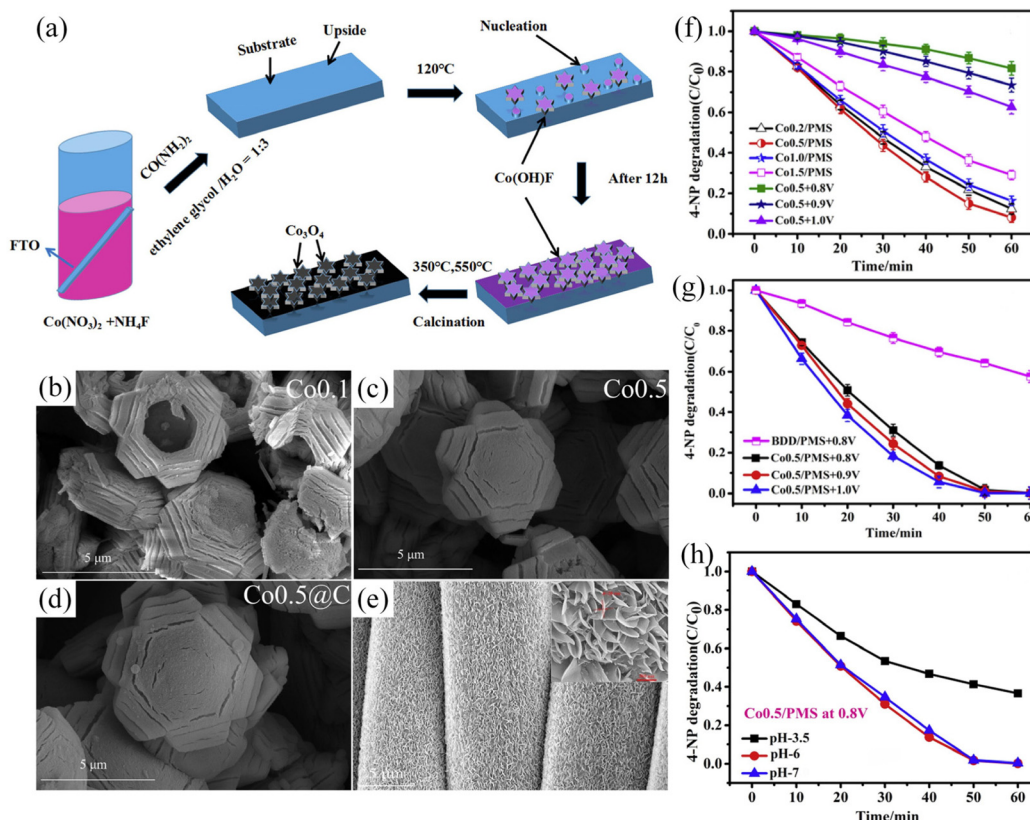 (a)
Substrate
Upside
120℃
Nucleation
CO(NH₂)₂
ethylene glycol /H₂O = 1:3
FTO
Co(NO₃)₂ +NH₄F
Co(OH)F
After 12h
Co₃O₄
350℃,550℃
Calcination
(b)
Co0.1
5 μm
(c)
Co0.5
5 μm
(d)
Co0.5@C
5 μm
(e)
5 μm
(f)
4-NP degradation(C/C₀)
1.0
0.8
0.6
0.4
0.2
0.0
Co0.2/PMS
Co0.5/PMS
Co1.0/PMS
Co1.5/PMS
Co0.5+0.8V
Co0.5+0.9V
Co0.5+1.0V
0 10 20 30 40 50 60
Time/min
(g)
4-NP degradation(C/C₀
1.0
0.8
0.6
0.4
0.2
0.0
BDD/PMS+0.8V
Co0.5/PMS+0.8V
Co0.5/PMS+0.9V
Co0.5/PMS+1.0V
0 10 20 30 40 50 60
Time/min
(h)
4-NP degradation(C/C₀)
1.0
0.8
0.6
0.4
0.2
0.0
Co0.5/PMS at 0.8V
pH-3.5
pH-6
pH-7
0 10 20 30 40 50 60
Time/min